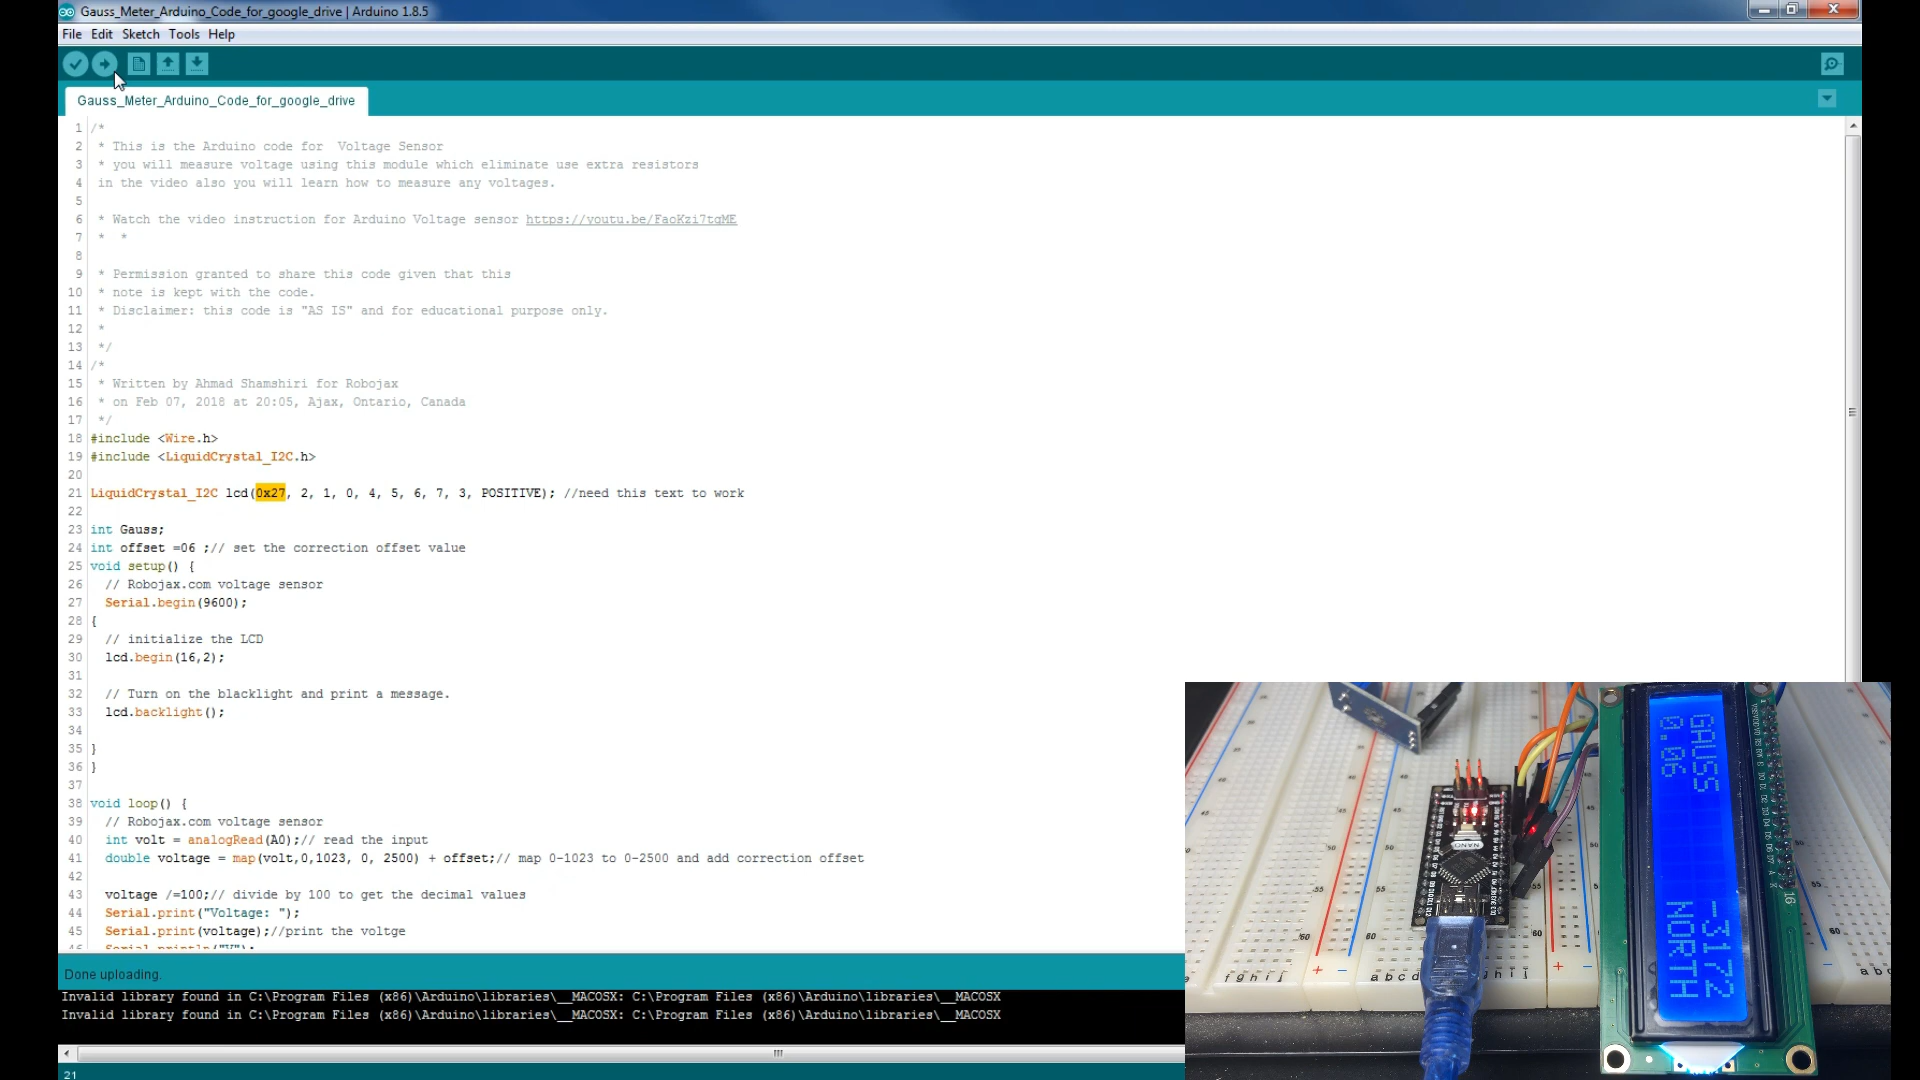 Gauss_Meter_Arduino_Code_for_google_drive | Arduino 1.8.5
File Edit Sketch Tools Help
Gauss_Meter_Arduino_Code_for_google_drive
1 /*
2 * This is the Arduino code for  Voltage Sensor
3 * you will measure voltage using this module which eliminate use extra resistors
4 in the video also you will learn how to measure any voltages.
5
6 * Watch the video instruction for Arduino Voltage sensor https://youtu.be/FaoKzi7tgME
7 *  *
8
9 * Permission granted to share this code given that this
10 * note is kept with the code.
11 * Disclaimer: this code is "AS IS" and for educational purpose only.
12 *
13 */
14 /*
15 * Written by Ahmad Shamshiri for Robojax
16 * on Feb 07, 2018 at 20:05, Ajax, Ontario, Canada
17 */
18 #include <Wire.h>
19 #include <LiquidCrystal_I2C.h>
20
21 LiquidCrystal_I2C lcd(0x27, 2, 1, 0, 4, 5, 6, 7, 3, POSITIVE); //need this text to work
22
23 int Gauss;
24 int offset =06 ;// set the correction offset value
25 void setup() {
26 // Robojax.com voltage sensor
27 Serial.begin(9600);
28 {
29 // initialize the LCD
30 lcd.begin(16,2);
31
32 // Turn on the blacklight and print a message.
33 lcd.backlight();
34
35 }
36 }
37
38 void loop() {
39 // Robojax.com voltage sensor
40 int volt = analogRead(A0);// read the input
41 double voltage = map(volt,0,1023, 0, 2500) + offset;// map 0-1023 to 0-2500 and add correction offset
42
43 voltage /=100;// divide by 100 to get the decimal values
44 Serial.print("Voltage: ");
45 Serial.print(voltage);//print the voltge
46 Serial.println("V");
Done uploading.
Invalid library found in C:\Program Files (x86)\Arduino\libraries\__MACOSX: C:\Program Files (x86)\Arduino\libraries\__MACOSX
Invalid library found in C:\Program Files (x86)\Arduino\libraries\__MACOSX: C:\Program Files (x86)\Arduino\libraries\__MACOSX
21
GAUSS -3172
0.06 NORTH
NANO
16